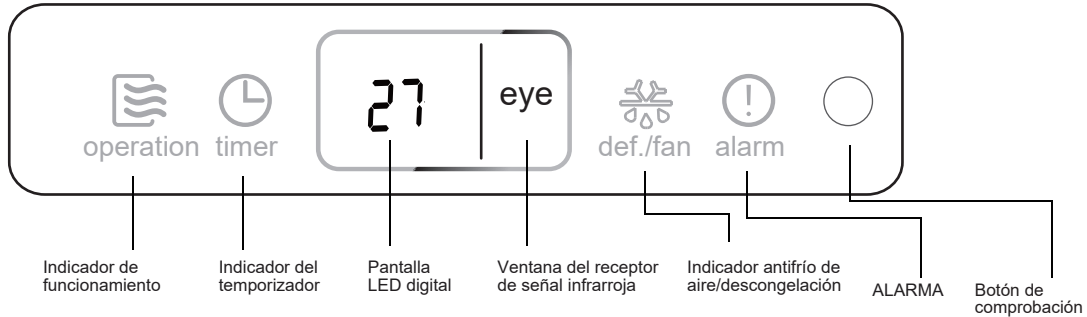 27
eye
operation
timer
def./fan
alarm
Indicador de
funcionamiento
Indicador del
temporizador
Pantalla
LED digital
Ventana del receptor
de señal infrarroja
Indicador antifrío de
aire/descongelación
ALARMA
Botón de
comprobación